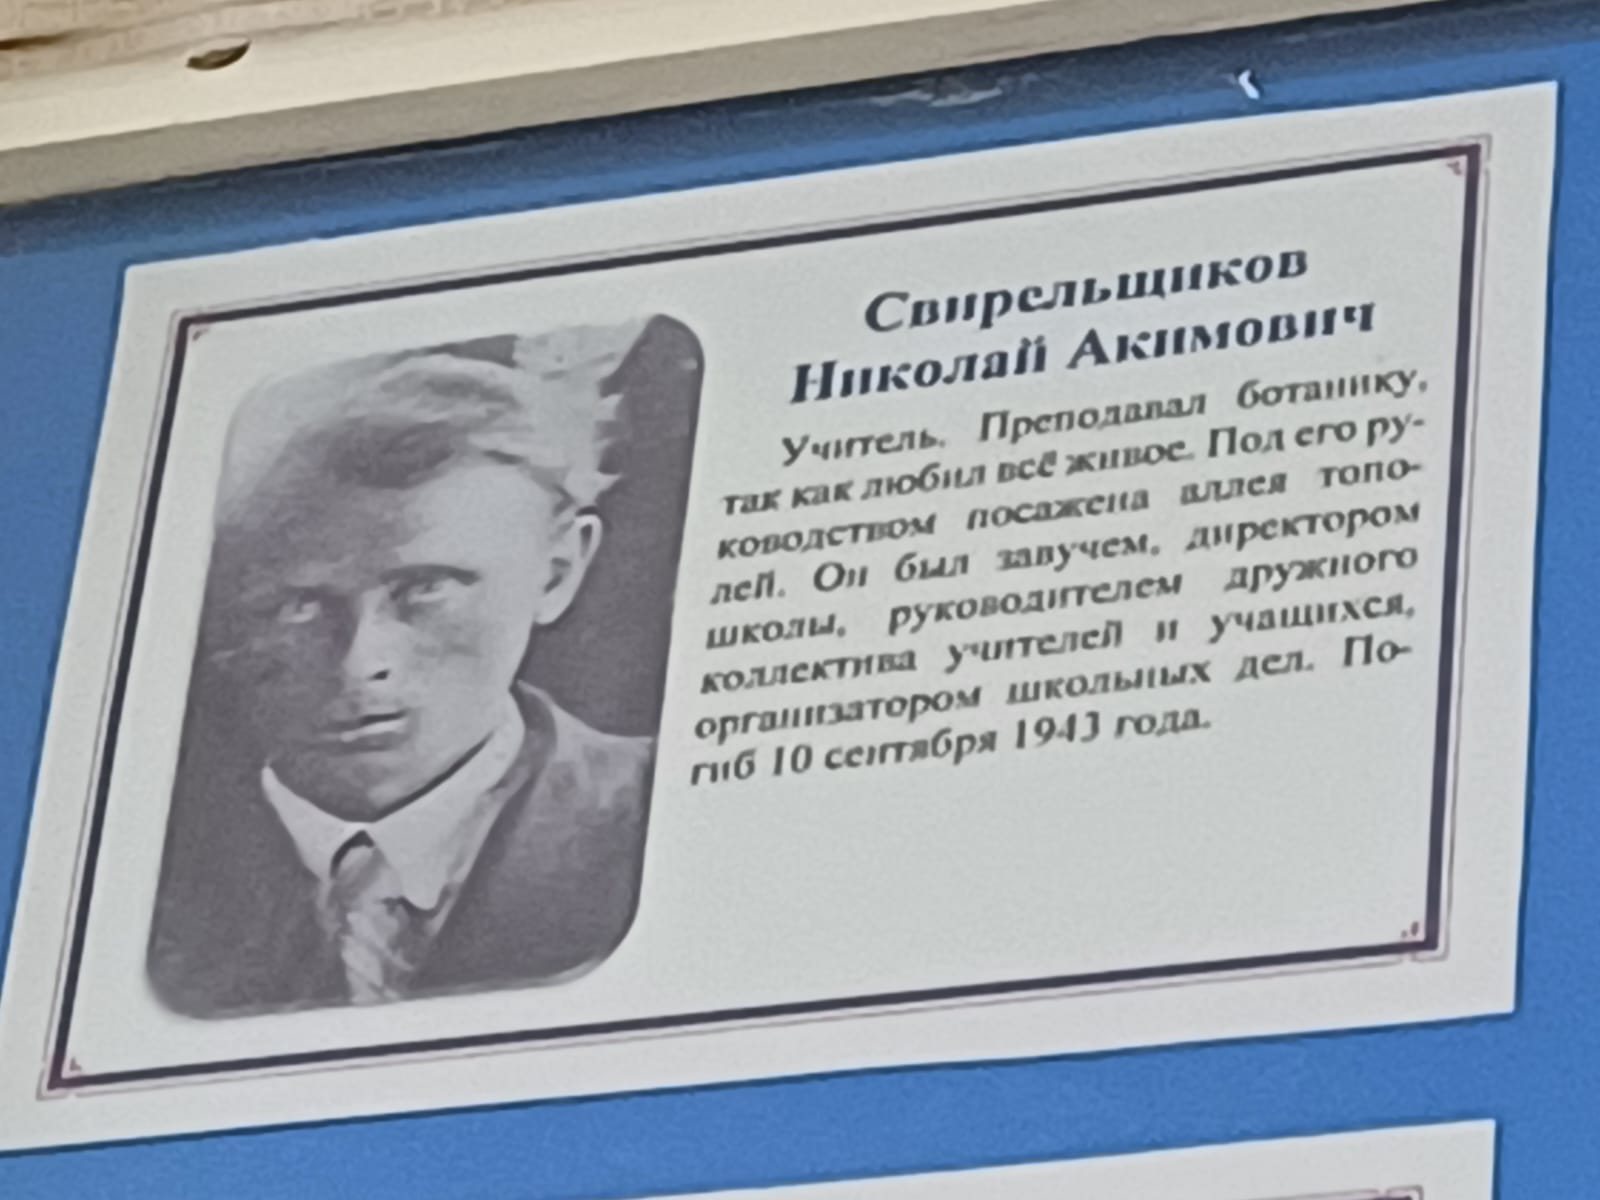 Свирельщиков
Николай Акимович
Учитель. Преподавал ботанику,
так как любил всё живое. Под его ру-
ководством посажена аллея топо-
лей. Он был завучем, директором
школы, руководителем дружного
коллектива учителей и учащихся,
организатором школьных дел. По-
гиб 10 сентября 1943 года.